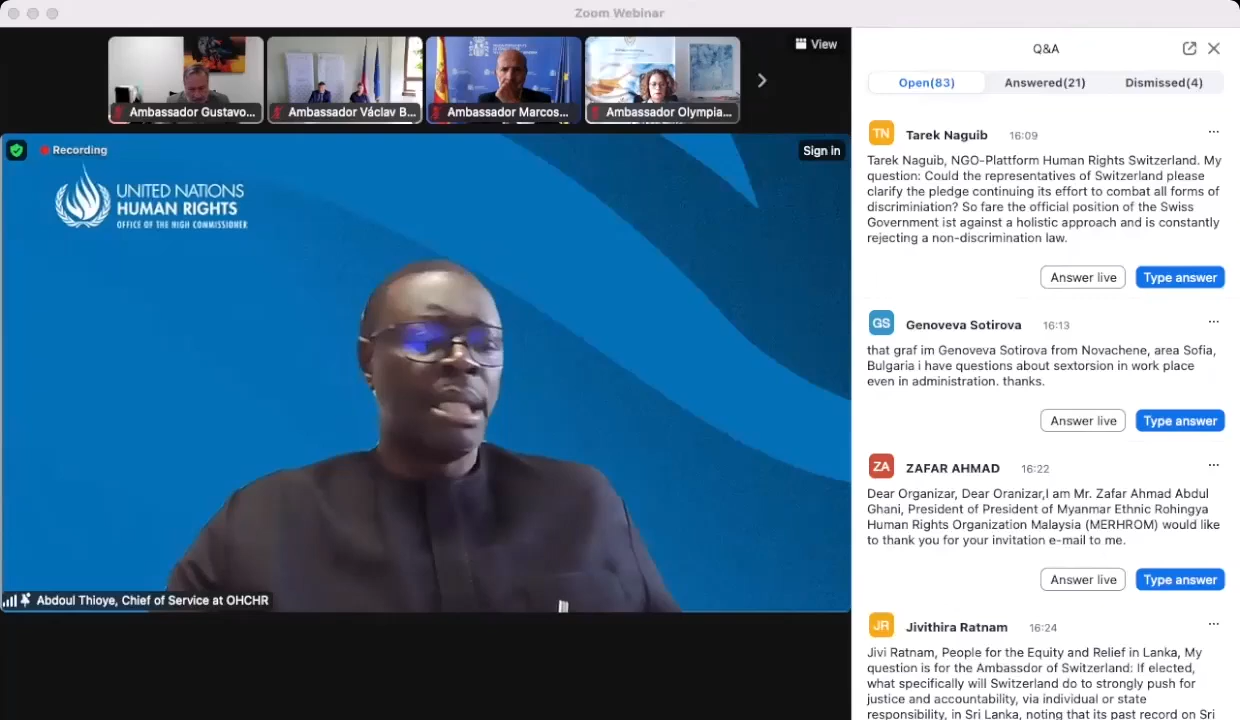 Zoom Webinar
View
Ambassador Gustavo...
Ambassador Václav B...
Ambassador Marcos...
Ambassador Olympia...
Recording
Sign in
UNITED NATIONS
HUMAN RIGHTS
OFFICE OF THE HIGH COMMISSIONER
Abdoul Thioye, Chief of Service at OHCHR
Q&A
Open(83)
Answered(21)
Dismissed(4)
TN
Tarek Naguib 16:09
Tarek Naguib, NGO-Plattform Human Rights Switzerland. My
question: Could the representatives of Switzerland please
clarify the pledge continuing its effort to combat all forms of
discriminiation? So fare the official position of the Swiss
Government ist against a holistic approach and is constantly
rejecting a non-discrimination law.
Answer live
Type answer
GS
Genoveva Sotirova 16:13
that graf im Genoveva Sotirova from Novachene, area Sofia,
Bulgaria i have questions about sextorsion in work place
even in administration. thanks.
Answer live
Type answer
ZA
ZAFAR AHMAD 16:22
Dear Organizar, Dear Oranizar,I am Mr. Zafar Ahmad Abdul
Ghani, President of President of Myanmar Ethnic Rohingya
Human Rights Organization Malaysia (MERHROM) would like
to thank you for your invitation e-mail to me.
Answer live
Type answer
JR
Jivithira Ratnam 16:24
Jivi Ratnam, People for the Equity and Relief in Lanka, My
question is for the Ambassdor of Switzerland: If elected,
what specifically will Switzerland do to strongly push for
justice and accountability, via individual or state
responsibility, in Sri Lanka, noting that its past record on Sri